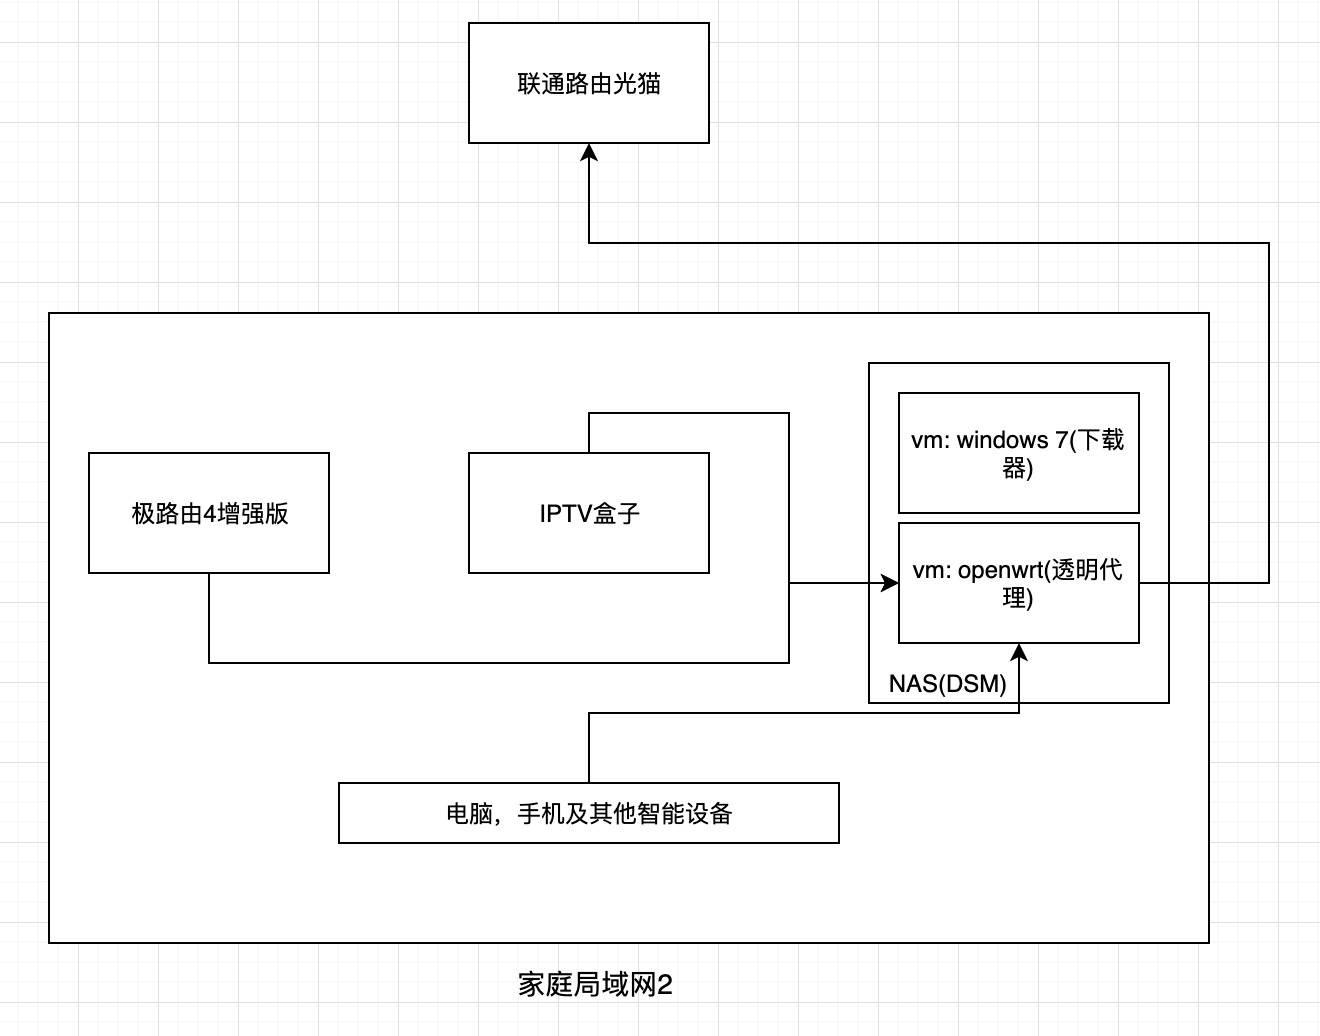 联通路由光猫
vm: windows 7(下载
器)
极路由4增强版
IPTV盒子
vm: openwrt(透明代
理)
NAS(DSM)
电脑，手机及其他智能设备
家庭局域网2